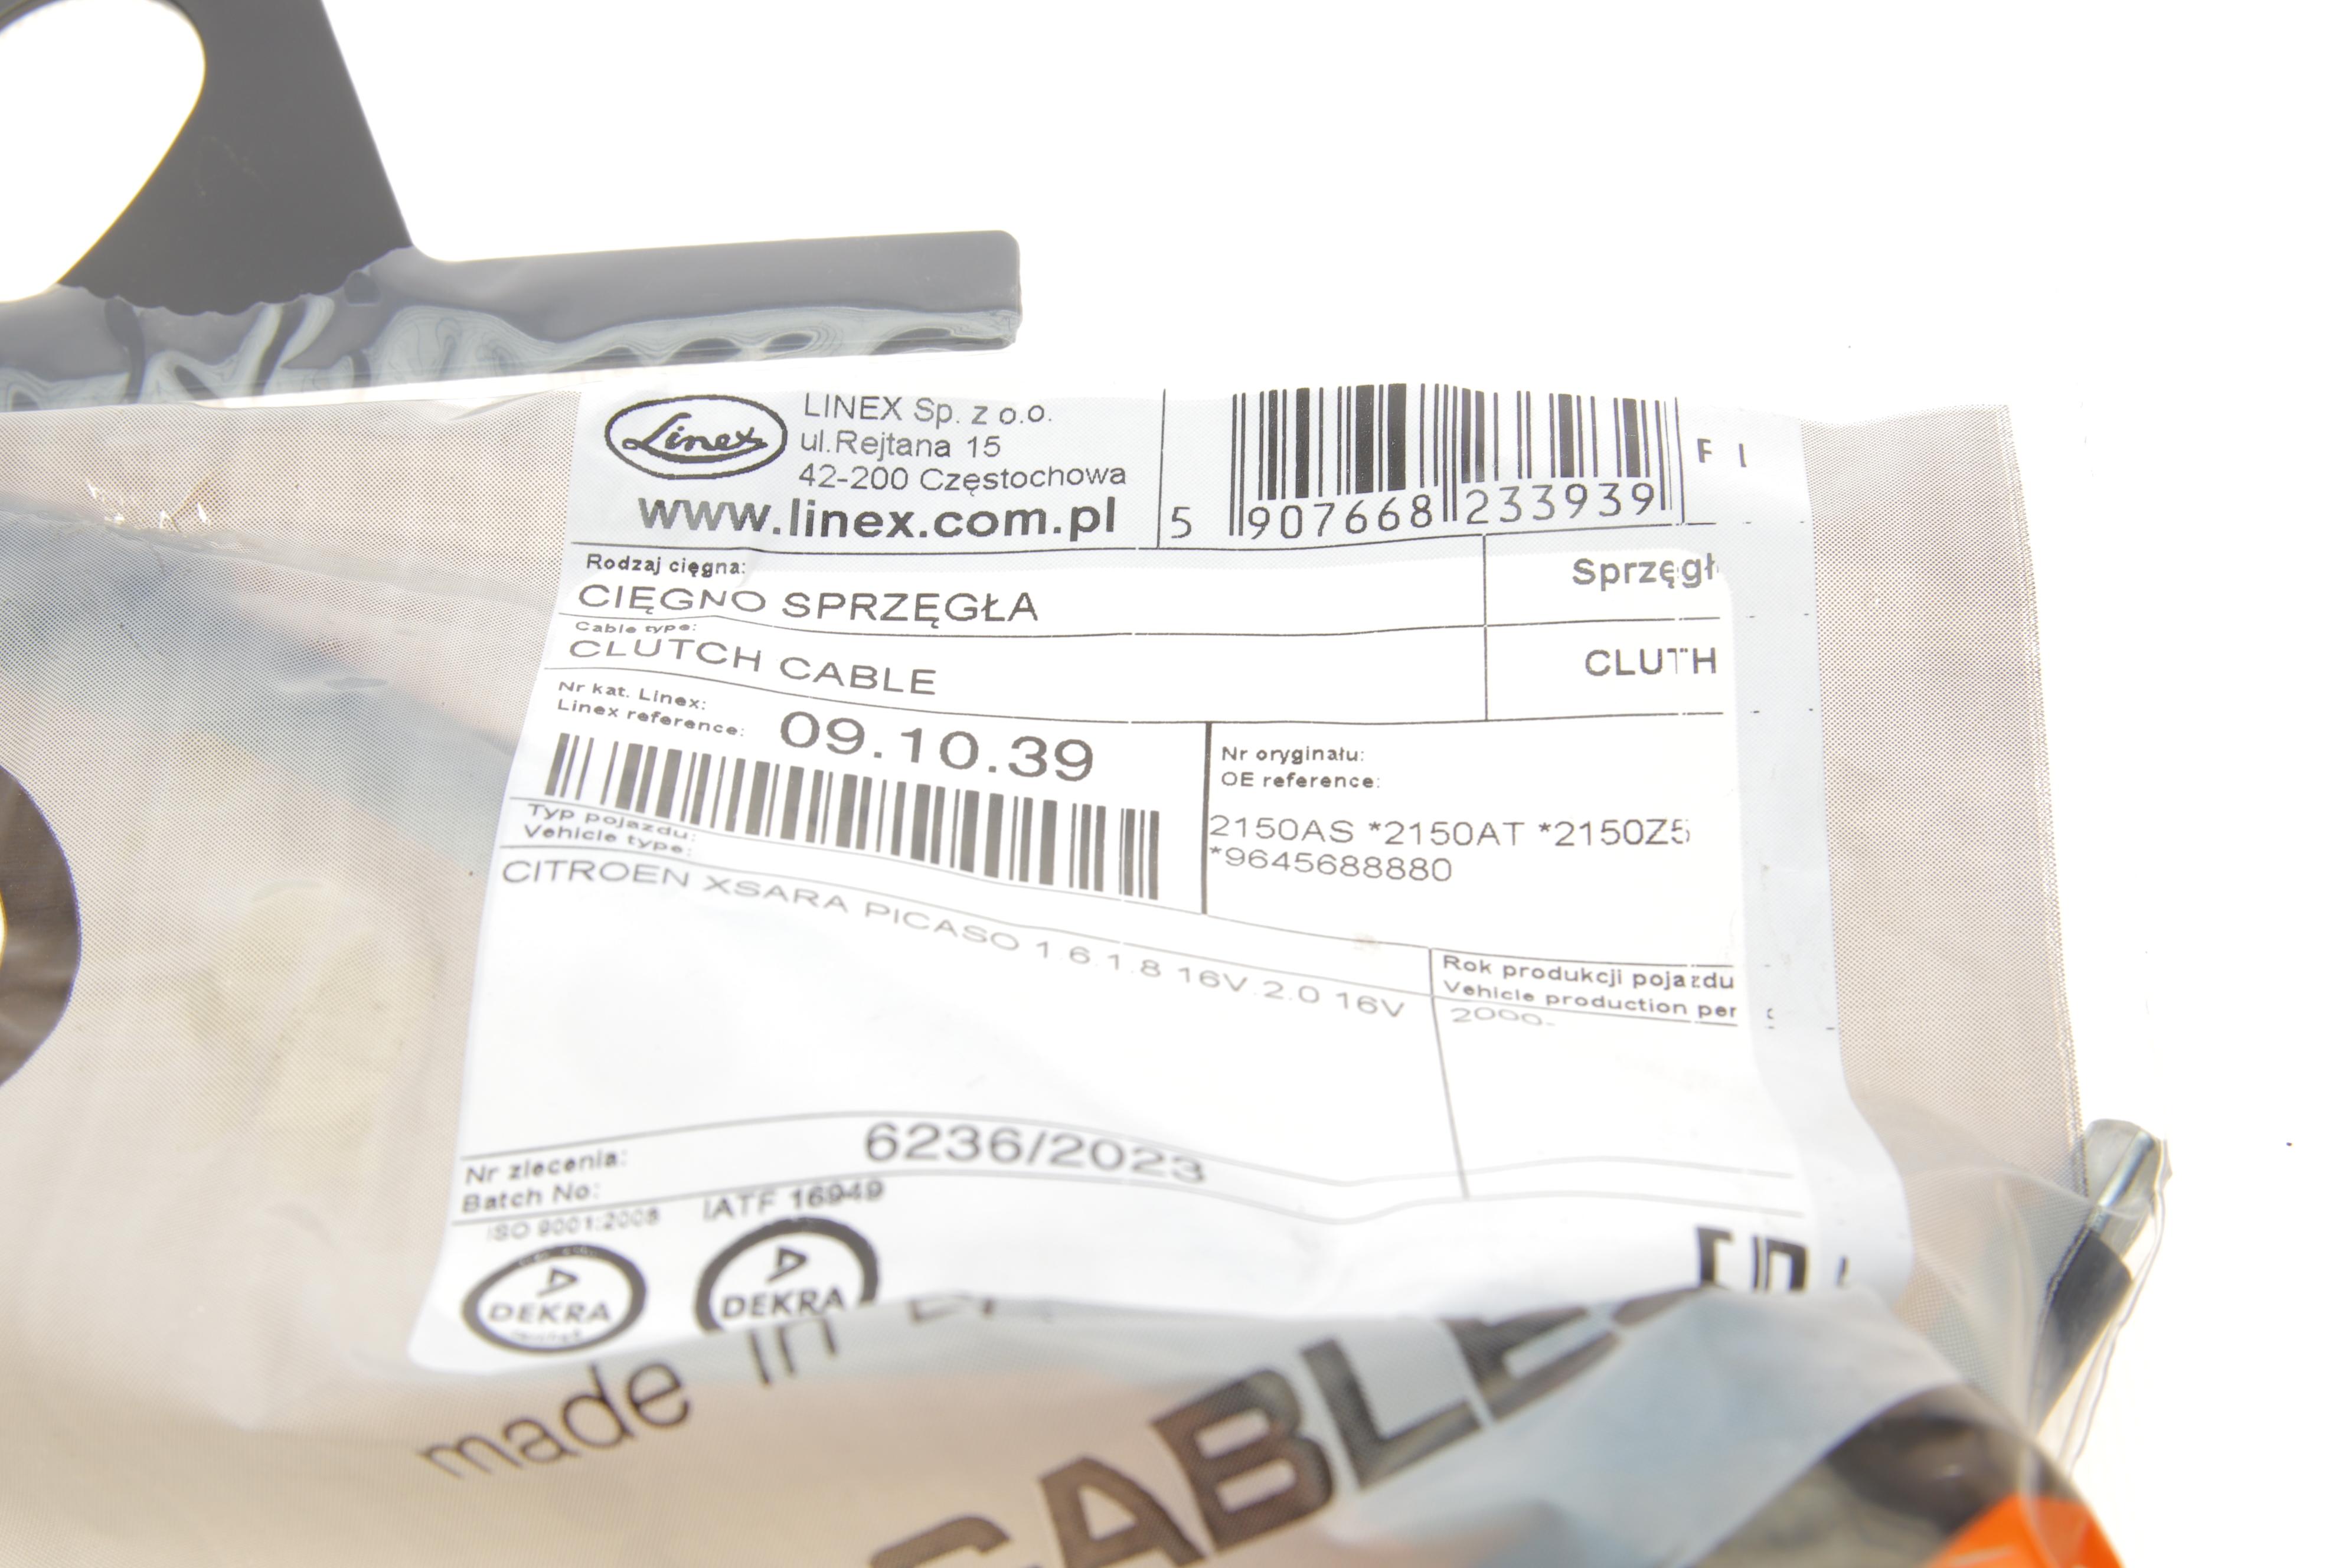 Linex
LINEX Sp. z o.o.
ul.Rejtana 15
42-200 Częstochowa
www.linex.com.pl
5 907668 233939
Rodzaj cięgna:
CIĘGNO SPRZĘGŁA
Sprzęgł
Cable type:
CLUTCH CABLE
CLUTH
Nr kat. Linex:
Linex reference:
09.10.39
Nr oryginału:
OE reference:
2150AS *2150AT *2150Z5
*9645688880
Typ pojazdu:
Vehicle type:
CITROEN XSARA PICASO 1.6.1.8 16V.2.0 16V
Rok produkcji pojazdu
Vehicle production per
2000-
Nr zlecenia:
Batch No:
6236/2023
ISO 9001:2008
IATF 16949
DEKRA
DEKRA
made in
CABLE